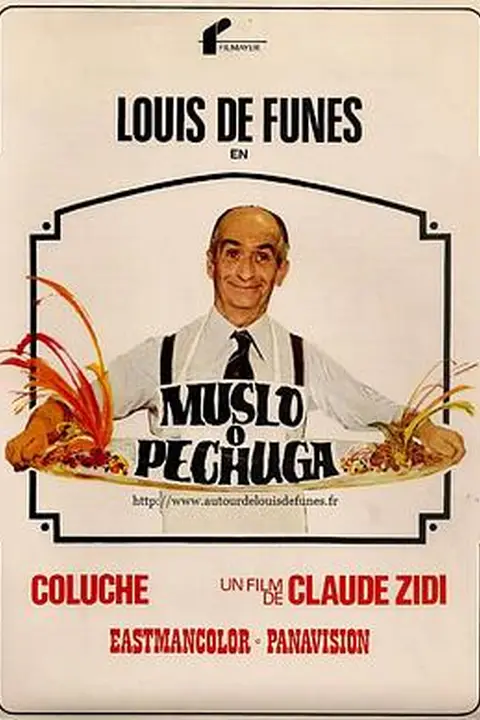 FILMAYER
LOUIS DE FUNES
EN
MUSLO
O
PECHUGA
http://www.autourdelouisdefunes.fr
COLUCHE
UN FILM
DE CLAUDE ZIDI
EASTMANCOLOR - PANAVISION